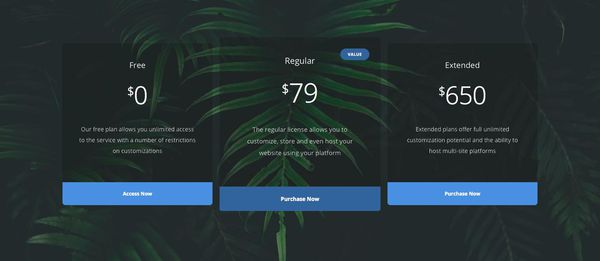 Free
$0
Our free plan allows you unlimited access
to the service with a number of restrictions
on customizations
Access Now
VALUE
Regular
$79
The regular license allows you to
customize, store and even host your
website using your platform
Purchase Now
Extended
$650
Extended plans offer full unlimited
customization potential and the ability to
host multi-site platforms
Purchase Now